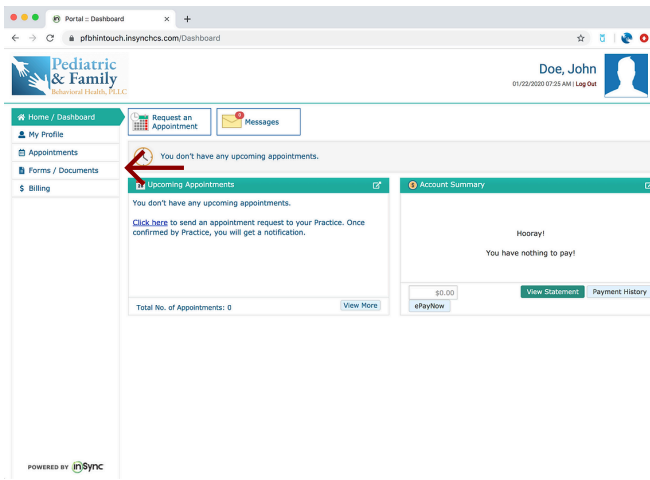 Portal :: Dashboard
pfbhintouch.insynchcs.com/Dashboard
Pediatric
& Family
Behavioral Health, PLLC
Doe, John
01/22/2020 07:25 AM | Log Out
Home / Dashboard
My Profile
Appointments
Forms / Documents
$ Billing
Request an
Appointment
Messages
You don't have any upcoming appointments.
Upcoming Appointments
You don't have any upcoming appointments.
Click here to send an appointment request to your Practice. Once
confirmed by Practice, you will get a notification.
Total No. of Appointments: 0
View More
$ Account Summary
Hooray!
You have nothing to pay!
$0.00
View Statement
Payment History
ePayNow
POWERED BY inSync